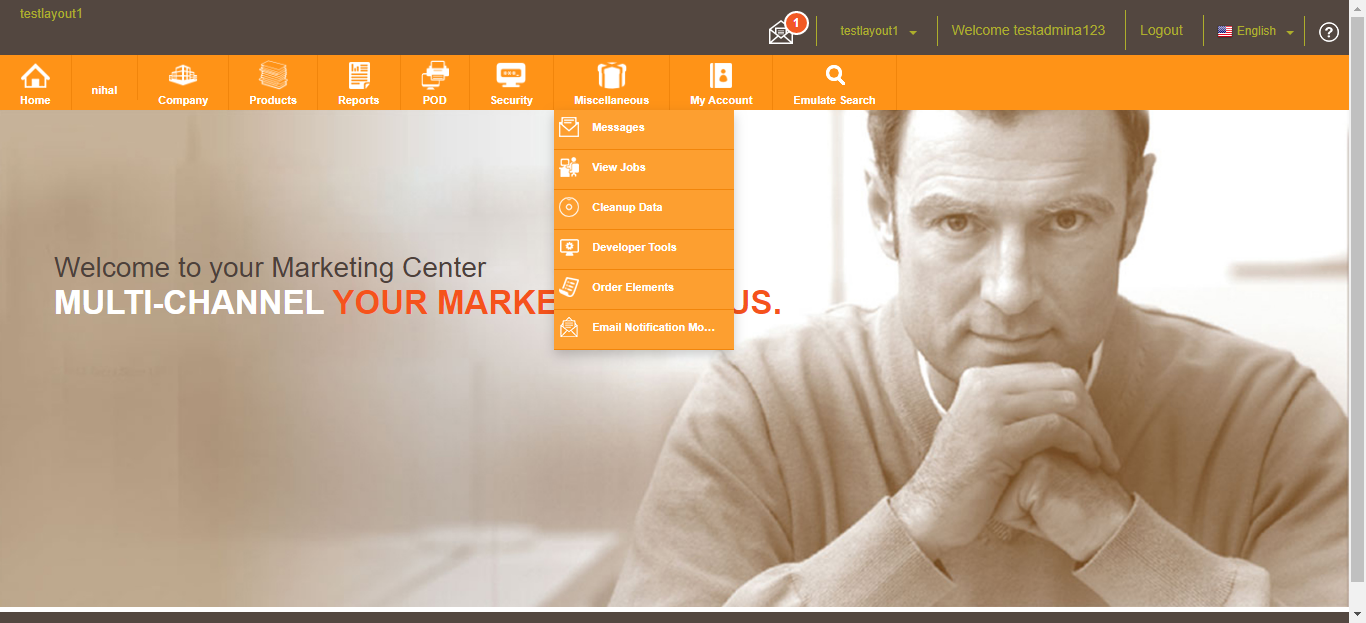 testlayout1
1
testlayout1
Welcome testadmina123
Logout
English
?
Home
nihal
Company
Products
Reports
POD
Security
Miscellaneous
My Account
Emulate Search
Messages
View Jobs
Cleanup Data
Developer Tools
Order Elements
Email Notification Mo...
Welcome to your Marketing Center
MULTI-CHANNEL YOUR MARKE US.